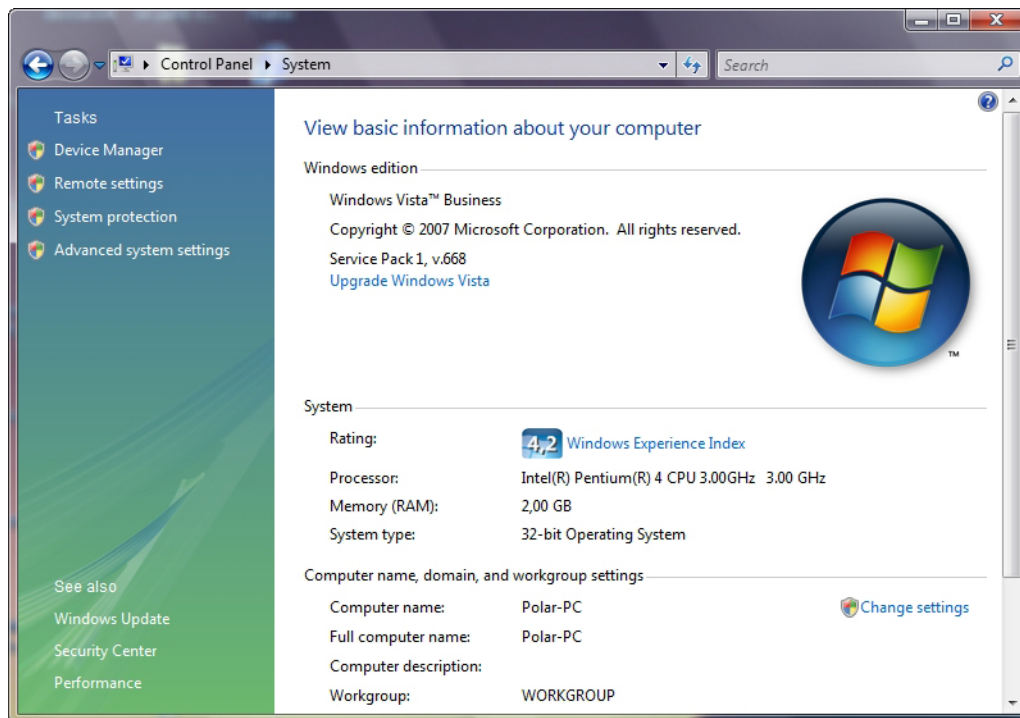 Control Panel System
Search
Tasks
Device Manager
Remote settings
System protection
Advanced system settings
See also
Windows Update
Security Center
Performance
View basic information about your computer
Windows edition
Windows Vista™ Business
Copyright © 2007 Microsoft Corporation. All rights reserved.
Service Pack 1, v.668
Upgrade Windows Vista
TM
System
Rating: 4,2 Windows Experience Index
Processor: Intel(R) Pentium(R) 4 CPU 3.00GHz 3.00 GHz
Memory (RAM): 2,00 GB
System type: 32-bit Operating System
Computer name, domain, and workgroup settings
Computer name: Polar-PC Change settings
Full computer name: Polar-PC
Computer description:
Workgroup: WORKGROUP